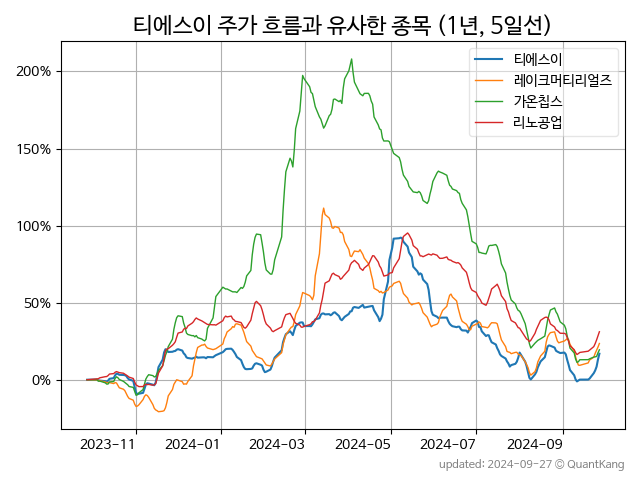 티에스이 주가 흐름과 유사한 종목 (1년, 5일선)
티에스이
레이크머티리얼즈
가온칩스
리노공업
200%
150%
100%
50%
0%
2023-11
2024-01
2024-03
2024-05
2024-07
2024-09
updated: 2024-09-27 © QuantKang